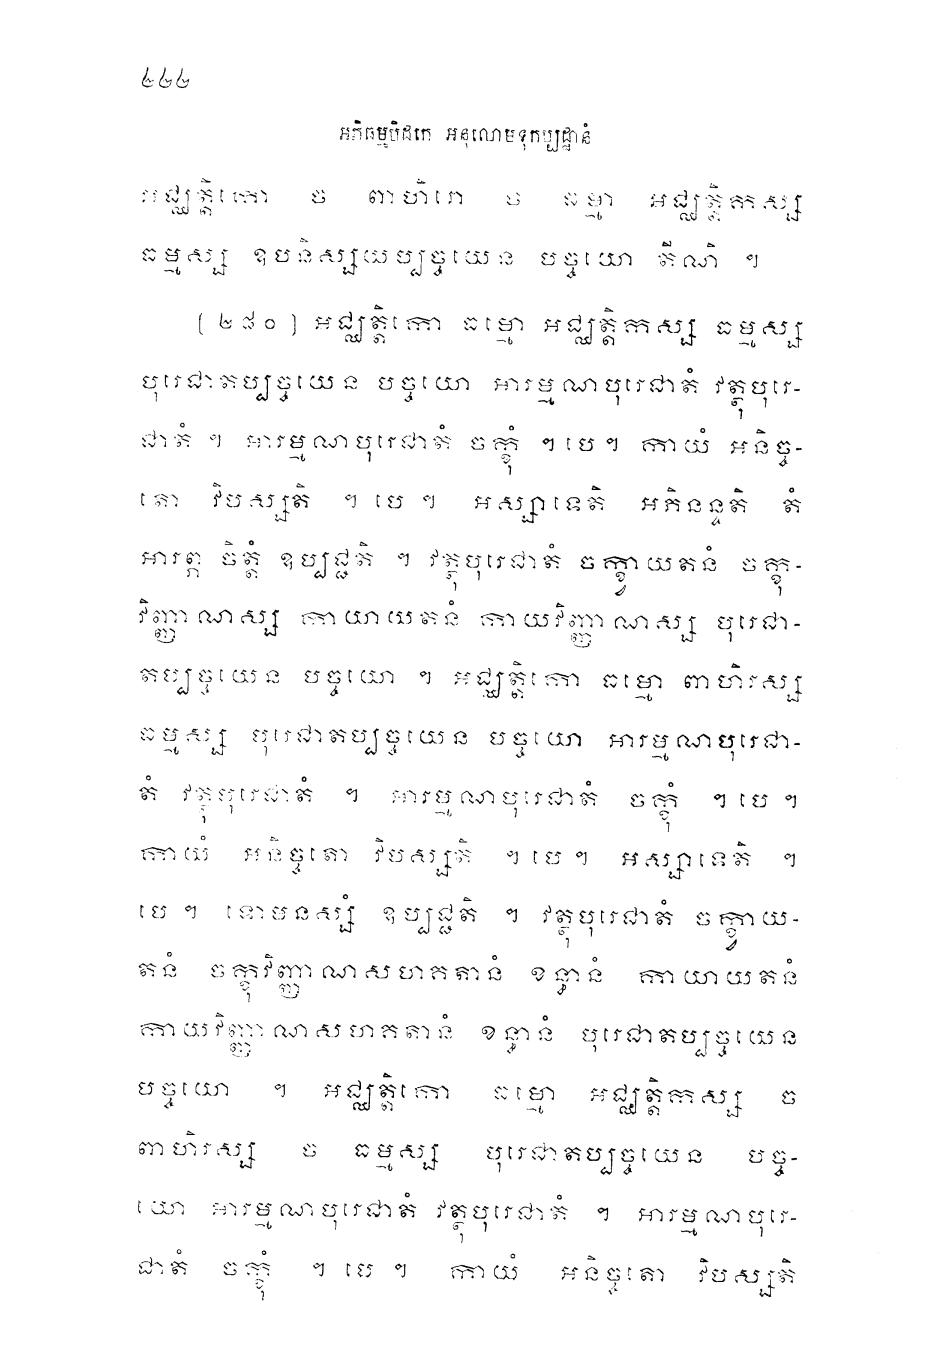 ៤៤៤
អភិធម្មបិដកេ អនុលោមទុកប្បដ្ឋានំ
អជ្ឈត្តិកោ ច ពាហិរោ ច ធម្មា អជ្ឈត្តិកស្ស
ធម្មស្ស ឧបនិស្សយប្បច្ចយេន បច្ចយោ តីណិ ។
(២៨០) អជ្ឈត្តិកោ ធម្មោ អជ្ឈត្តិកស្ស ធម្មស្ស
បុរេជាតប្បច្ចយេន បច្ចយោ អារម្មណបុរេជាតំ វត្ថុបុរេ-
ជាតំ ។ អារម្មណបុរេជាតំ ចក្ខុំ ។ បេ ។ កាយំ អនិច្ច-
តោ វិបស្សតិ ។ បេ ។ អស្សាទេតិ អភិនន្ទតិ តំ
អារព្ភ ចិត្តំ ឧប្បជ្ជតិ ។ វត្ថុបុរេជាតំ ចក្ខ្វាយតនំ ចក្ខុ-
វិញ្ញាណស្ស កាយាយតនំ កាយវិញ្ញាណស្ស បុរេជា-
តប្បច្ចយេន បច្ចយោ ។ អជ្ឈត្តិកោ ធម្មោ ពាហិរស្ស
ធម្មស្ស បុរេជាតប្បច្ចយេន បច្ចយោ អារម្មណបុរេជា-
តំ វត្ថុបុរេជាតំ ។ អារម្មណបុរេជាតំ ចក្ខុំ ។ បេ ។
កាយំ អនិច្ចតោ វិបស្សតិ ។ បេ ។ អស្សាទេតិ ។
បេ ។ ទោមនស្សំ ឧប្បជ្ជតិ ។ វត្ថុបុរេជាតំ ចក្ខ្វាយ-
តនំ ចក្ខុវិញ្ញាណសហគតានំ ខន្ធានំ កាយាយតនំ
កាយវិញ្ញាណសហគតានំ ខន្ធានំ បុរេជាតប្បច្ចយេន
បច្ចយោ ។ អជ្ឈត្តិកោ ធម្មោ អជ្ឈត្តិកស្ស ច
ពាហិរស្ស ច ធម្មស្ស បុរេជាតប្បច្ចយេន បច្ច-
យោ អារម្មណបុរេជាតំ វត្ថុបុរេជាតំ ។ អារម្មណបុរេ-
ជាតំ ចក្ខុំ ។ បេ ។ កាយំ អនិច្ចតោ វិបស្សតិ